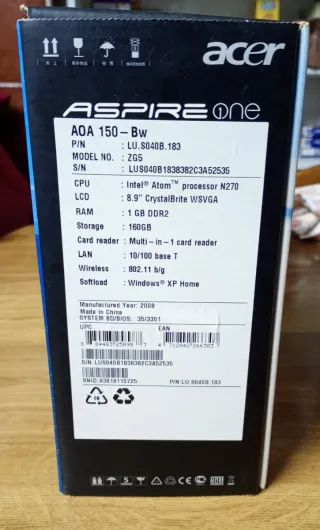 acer
ASPIRE one
AOA 150-Bw
P/N : LU.S040B.183
MODEL NO. : ZG5
S/N : LUS040B1838382C3A52535
CPU : Intel® Atom™ processor N270
LCD : 8.9" CrystalBrite WSVGA
RAM : 1 GB DDR2
Storage : 160GB
Card reader : Multi-in-1 card reader
LAN : 10/100 base T
Wireless : 802.11 b/g
Softload : Windows® XP Home
Manufactured Year: 2008
Made in China
SYSTEM BD/BIOS: 35/3301
UPC EAN
S/N: LUS040B1838382C3A52535
SNID:83818115725 P/N:LU.S040B.183